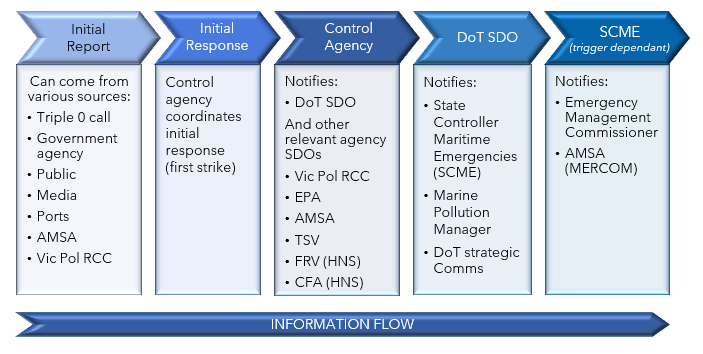 Initial
Report
Initial
Response
Control
Agency
DoT SDO
SCME
(trigger dependant)
Can come from
various sources:
• Triple 0 call
• Government
agency
• Public
• Media
• Ports
• AMSA
• Vic Pol RCC
Control
agency
coordinates
initial
response
(first strike)
Notifies:
• DoT SDO
And other
relevant agency
SDOs
• Vic Pol RCC
• EPA
• AMSA
• TSV
• FRV (HNS)
• CFA (HNS)
Notifies:
• State
Controller
Maritime
Emergencies
(SCME)
• Marine
Pollution
Manager
• DoT strategic
Comms
Notifies:
• Emergency
Management
Commissioner
• AMSA
(MERCOM)
INFORMATION FLOW